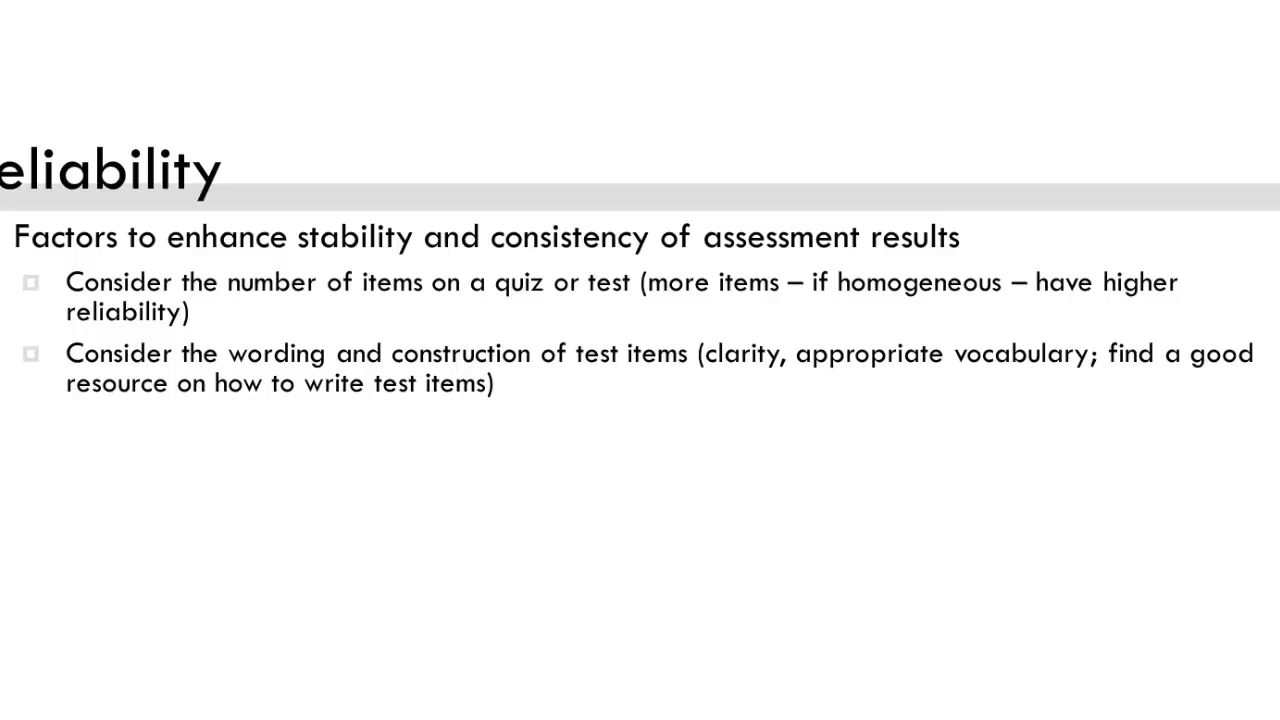 eliability
Factors to enhance stability and consistency of assessment results
Consider the number of items on a quiz or test (more items – if homogeneous – have higher
reliability)
Consider the wording and construction of test items (clarity, appropriate vocabulary; find a good
resource on how to write test items)